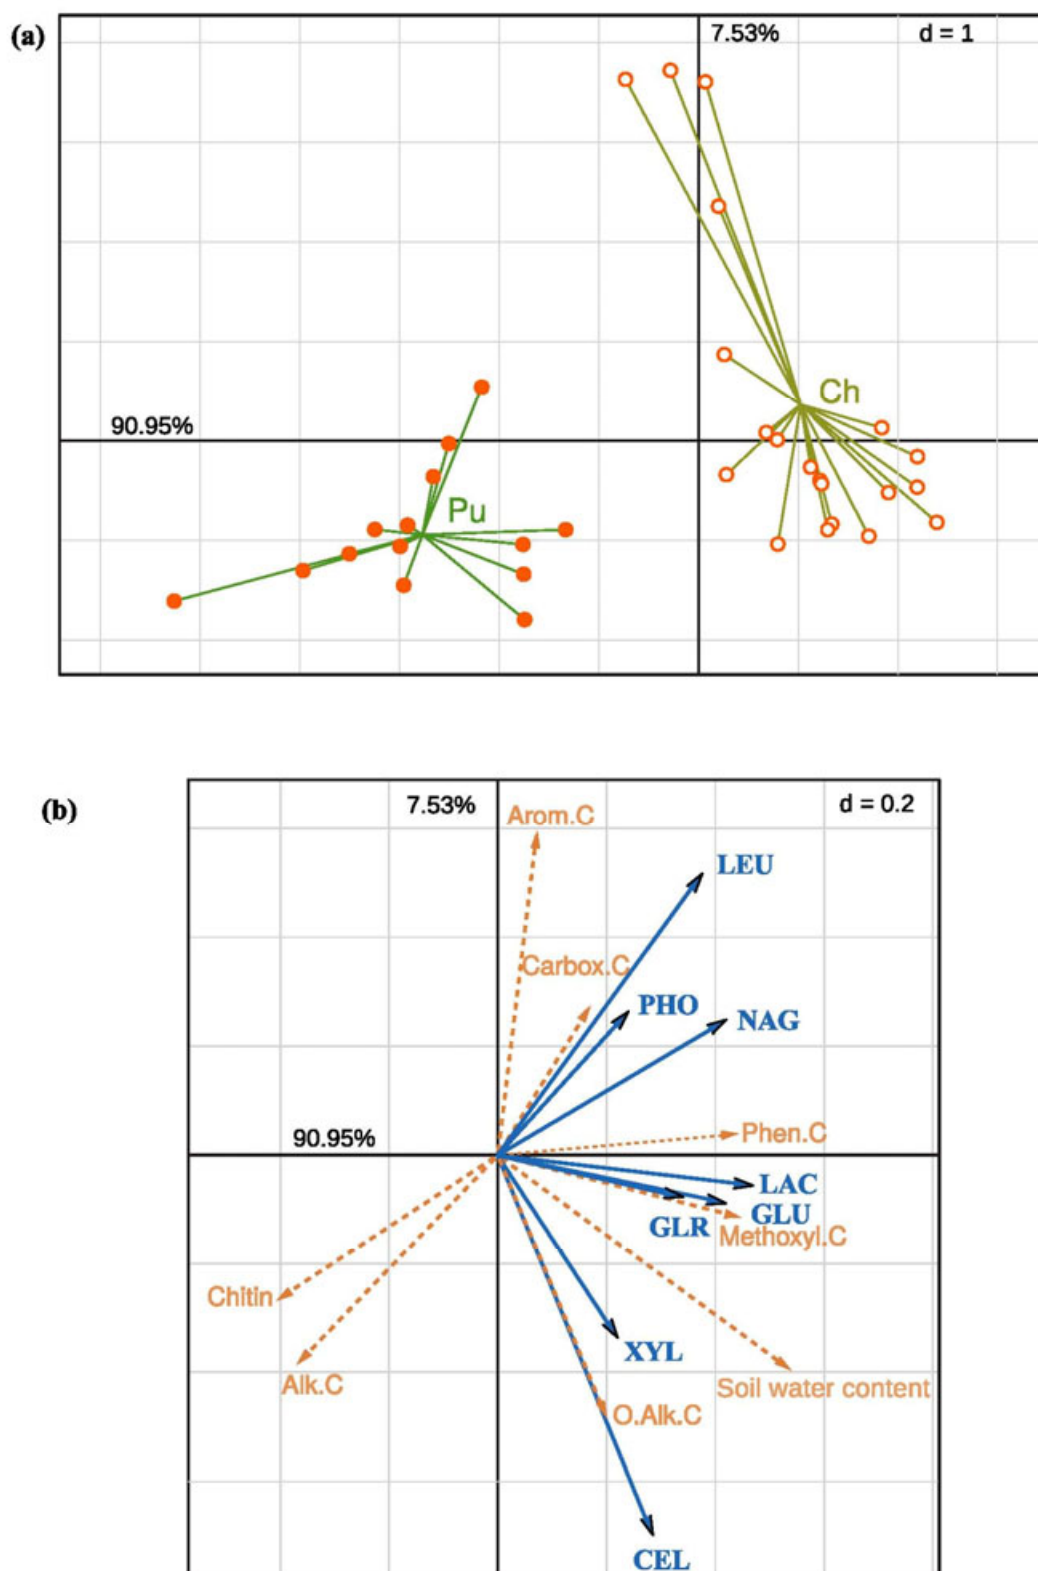 (a)
7.53%
d = 1
Ch
90.95%
Pu
(b)
7.53%
Arom.C
d = 0.2
LEU
Carbox.C
PHO
NAG
Phen.C
90.95%
LAC
GLU
GLR
Methoxyl.C
Chitin
XYL
Alk.C
Soil water content
O.Alk.C
CEL